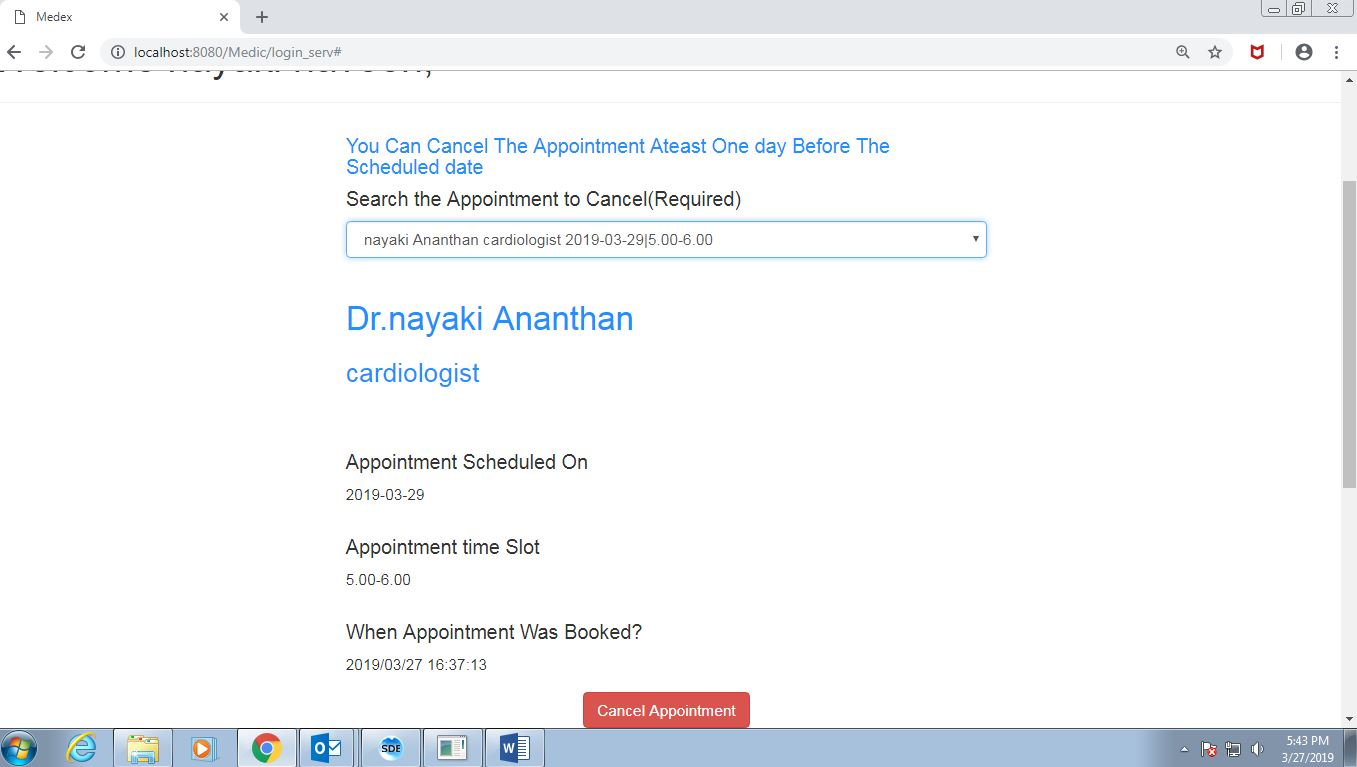 Medex
localhost:8080/Medic/login_serv#
You Can Cancel The Appointment Ateast One day Before The
Scheduled date
Search the Appointment to Cancel(Required)
nayaki Ananthan cardiologist 2019-03-29|5.00-6.00
Dr.nayaki Ananthan
cardiologist
Appointment Scheduled On
2019-03-29
Appointment time Slot
5.00-6.00
When Appointment Was Booked?
2019/03/27 16:37:13
Cancel Appointment
SDE
5:43 PM
3/27/2019